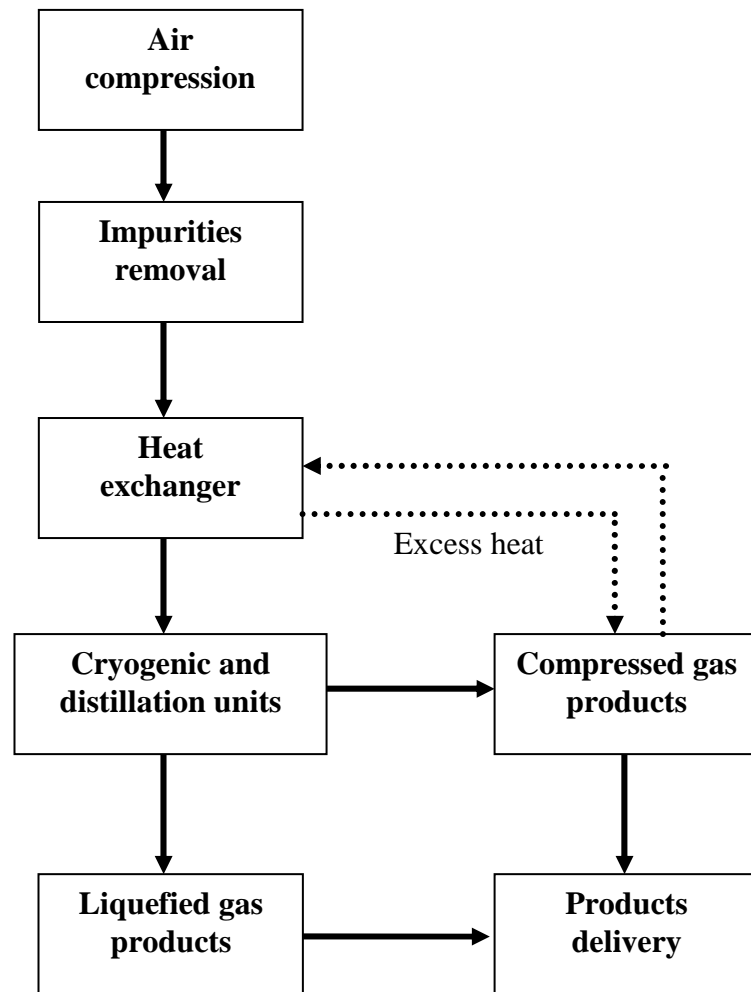 Air
compression
Impurities
removal
Heat
exchanger
Excess heat
Cryogenic and
distillation units
Compressed gas
products
Liquefied gas
products
Products
delivery